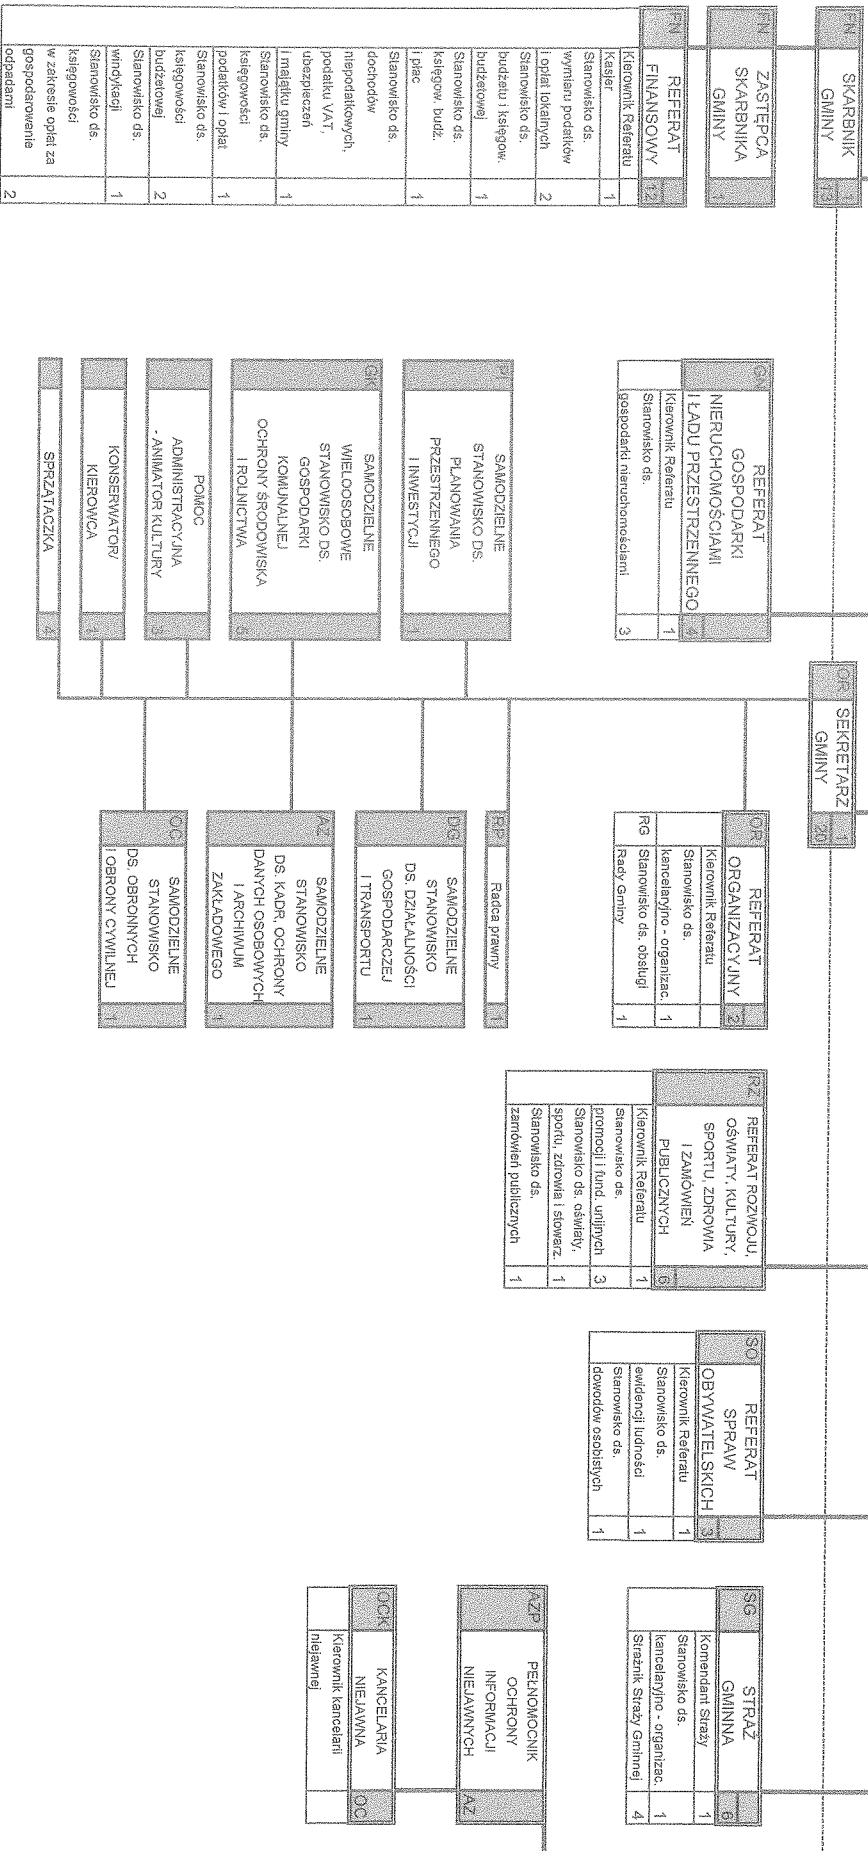 FN SKARBNIK 1
GMINY
FN ZASTĘPCA
SKARBNIKA
GMINY 1
FN REFERAT
FINANSOWY 12
Kierownik Referatu
Kasjer 1
Stanowisko ds.
wymiaru podatków
i opłat lokalnych 2
Stanowisko ds.
budżetu i księgow.
budżetowej 1
Stanowisko ds.
księgow. budż.
i płac 1
Stanowisko ds.
dochodów
niepodatkowych,
podatku VAT,
ubezpieczeń
i majątku gminy 1
Stanowisko ds.
księgowości
podatków i opłat 1
Stanowisko ds.
księgowości
budżetowej 2
Stanowisko ds.
windykacji 1
Stanowisko ds.
księgowości
w zakresie opłat za
gospodarowanie
odpadami 2
GN REFERAT
GOSPODARKI
NIERUCHOMOŚCIAMI
I ŁADU PRZESTRZENNEGO 4
Kierownik Referatu 1
Stanowisko ds.
gospodarki nieruchomościami 3
PI SAMODZIELNE
STANOWISKO DS.
PLANOWANIA
PRZESTRZENNEGO
I INWESTYCJI 1
GK SAMODZIELNE
WIELOOSOBOWE
STANOWISKO DS.
GOSPODARKI
KOMUNALNEJ
OCHRONY ŚRODOWISKA
I ROLNICTWA 5
POMOC
ADMINISTRACYJNA
- ANIMATOR KULTURY 3
KONSERWATOR/
KIEROWCA 1
SPRZĄTACZKA 4
OR SEKRETARZ 1
GMINY 20
OR REFERAT
ORGANIZACYJNY 2
Kierownik Referatu
Stanowisko ds.
kancelaryjno - organizac. 1
RG Stanowisko ds. obsługi
Rady Gminy 1
RP Radca prawny 1
DG SAMODZIELNE
STANOWISKO
DS. DZIAŁALNOŚCI
GOSPODARCZEJ
I TRANSPORTU 1
AZ SAMODZIELNE
STANOWISKO
DS. KADR, OCHRONY
DANYCH OSOBOWYCH
I ARCHIWUM
ZAKŁADOWEGO 1
OC SAMODZIELNE
STANOWISKO
DS. OBRONNYCH
I OBRONY CYWILNEJ 1
RZ REFERAT ROZWOJU,
OŚWIATY, KULTURY,
SPORTU, ZDROWIA
I ZAMÓWIEŃ
PUBLICZNYCH 6
Kierownik Referatu 1
Stanowisko ds.
promocji i fund. unijnych 3
Stanowisko ds. oświaty,
sportu, zdrowia i stowarz. 1
Stanowisko ds.
zamówień publicznych 1
SO REFERAT
SPRAW
OBYWATELSKICH 3
Kierownik Referatu 1
Stanowisko ds.
ewidencji ludności 1
Stanowisko ds.
dowodów osobistych 1
SG STRAŻ
GMINNA 6
Komendant Straży 1
Stanowisko ds.
kancelaryjno - organizac. 1
Strażnik Straży Gminnej 4
AZP PEŁNOMOCNIK
OCHRONY
INFORMACJI
NIEJAWNYCH AZ
OCK KANCELARIA
NIEJAWNA OC
Kierownik kancelarii
niejawnej